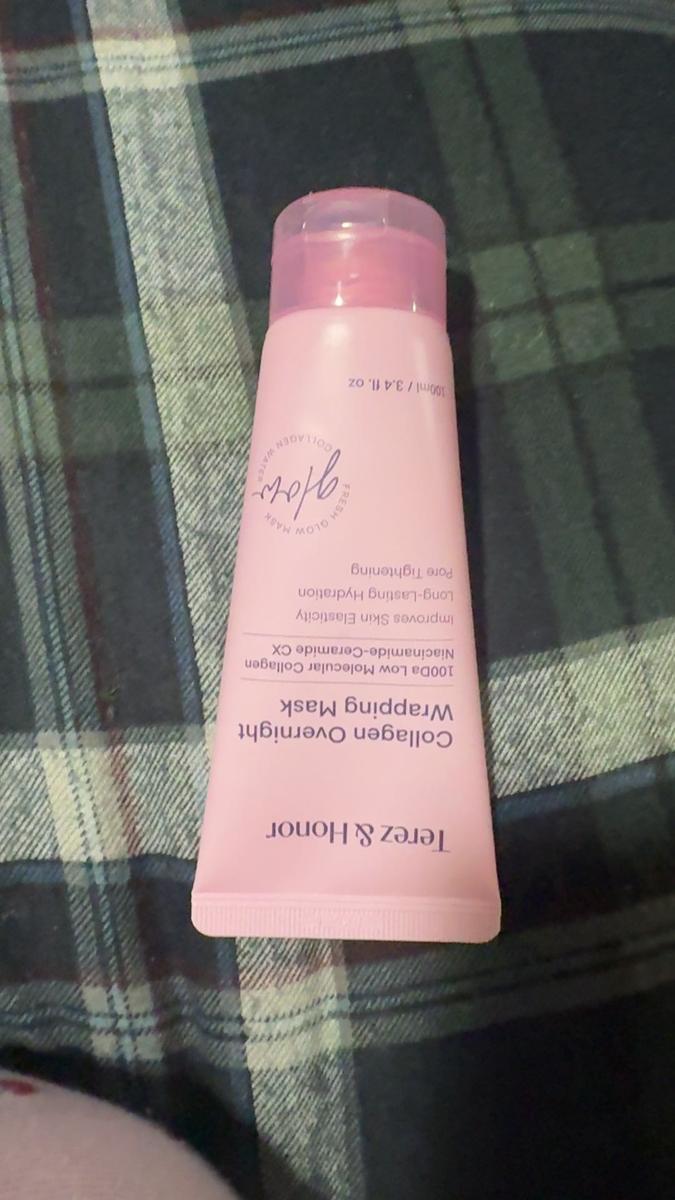 Terez & Honor
Collagen Overnight
Wrapping Mask
100Da Low Molecular Collagen
Niacinamide-Ceramide CX
Improves Skin Elasticity
Long-Lasting Hydration
Pore Tightening
FRESH GLOW MASK
glow
COLLAGEN WATER
100ml / 3.4 fl. oz